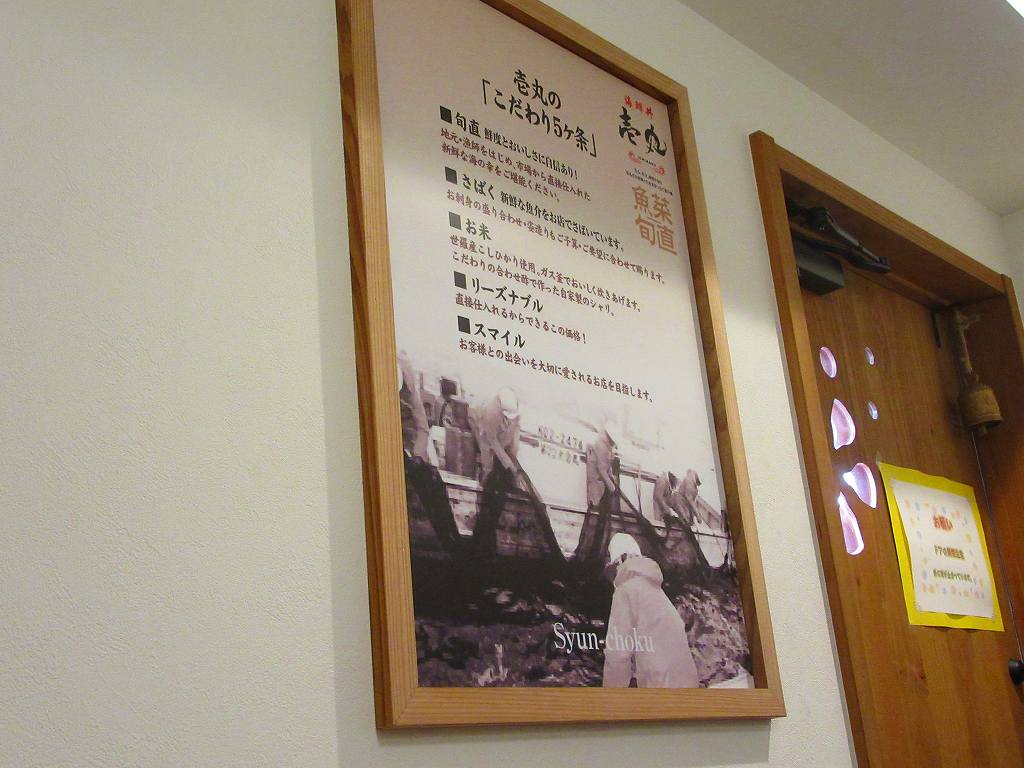 壱丸の
「こだわり5ケ条」
■旬直 鮮度とおいしさに自信あり!
地元・漁師をはじめ、市場から直接仕入れた
新鮮な海の幸をご堪能ください。
■さばく 新鮮な魚介をお店でさばいています。
お刺身の盛り合わせ・姿造りもご予算・ご要望に合わせて賜ります。
■お米
世羅産こしひかり使用。ガス釜でおいしく炊きあげます。
こだわりの合わせ酢で作った自家製のシャリ。
■リーズナブル
直接仕入れるからできるこの価格!
■スマイル
お客様との出会いを大切に愛されるお店を目指します。
海鮮丼
壱丸
魚菜
旬直
Syun-choku
お願い